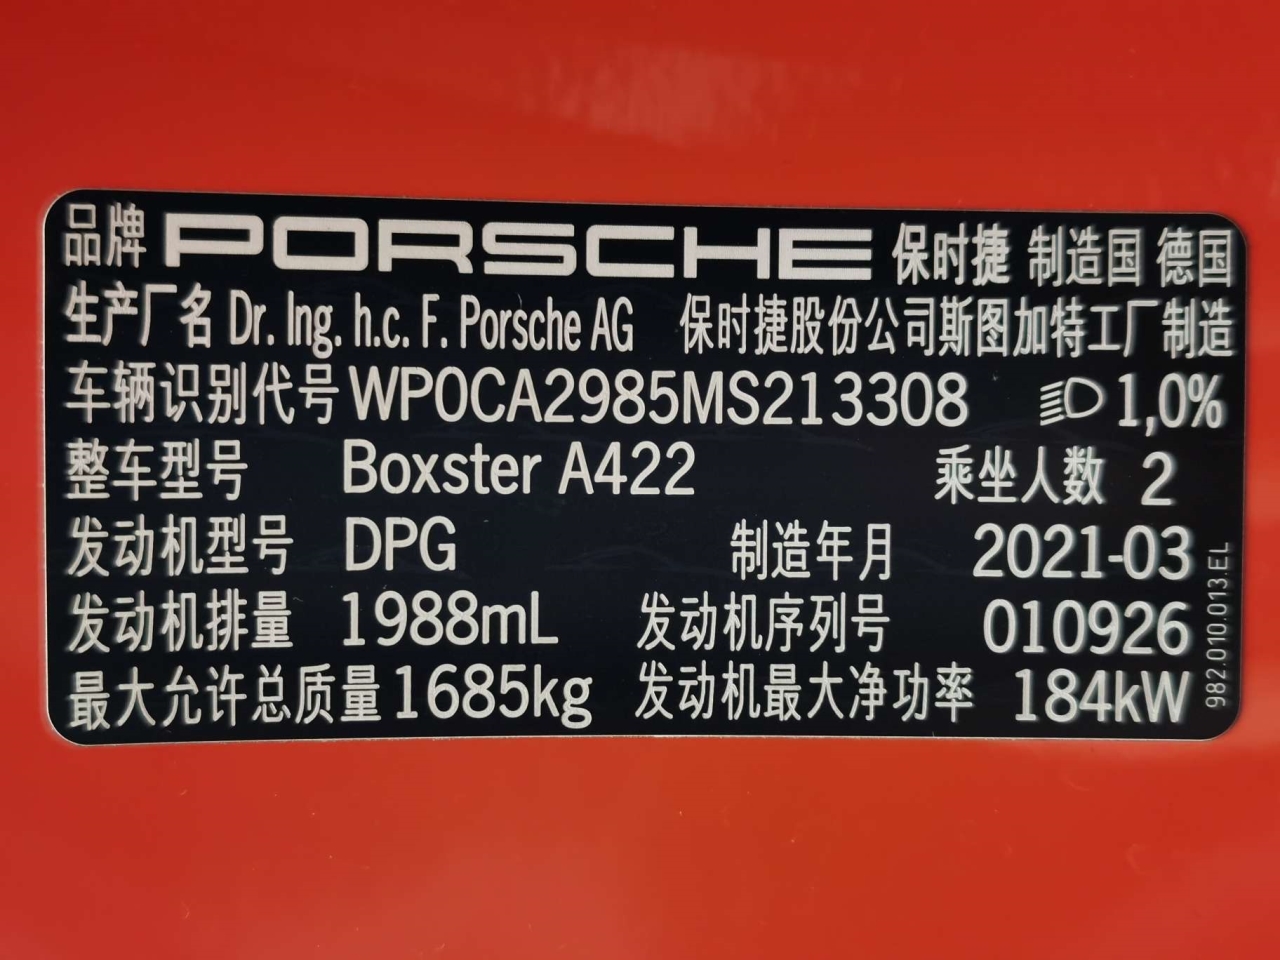 品牌 PORSCHE 保时捷 制造国 德国
生产厂名 Dr. Ing. h.c. F. Porsche AG 保时捷股份公司斯图加特工厂制造
车辆识别代号 WP0CA2985MS213308 1,0%
整车型号 Boxster A422 乘坐人数 2
发动机型号 DPG 制造年月 2021-03
发动机排量 1988mL 发动机序列号 010926
最大允许总质量 1685kg 发动机最大净功率 184kW
982.010.013.EL